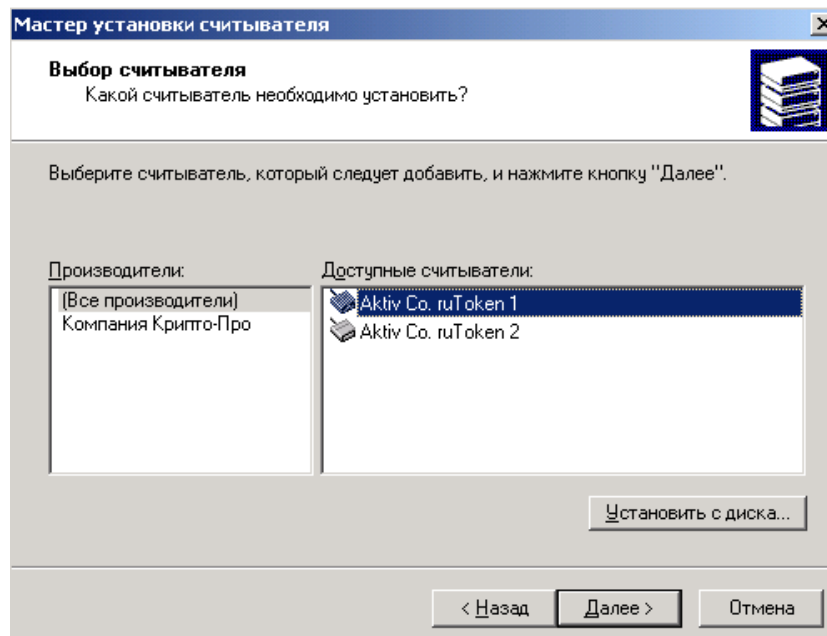 Мастер установки считывателя
Выбор считывателя
Какой считыватель необходимо установить?
Выберите считыватель, который следует добавить, и нажмите кнопку "Далее".
Производители:
Доступные считыватели:
(Все производители)
Компания Крипто-Про
Aktiv Co. ruToken 1
Aktiv Co. ruToken 2
Установить с диска...
< Назад
Далее >
Отмена